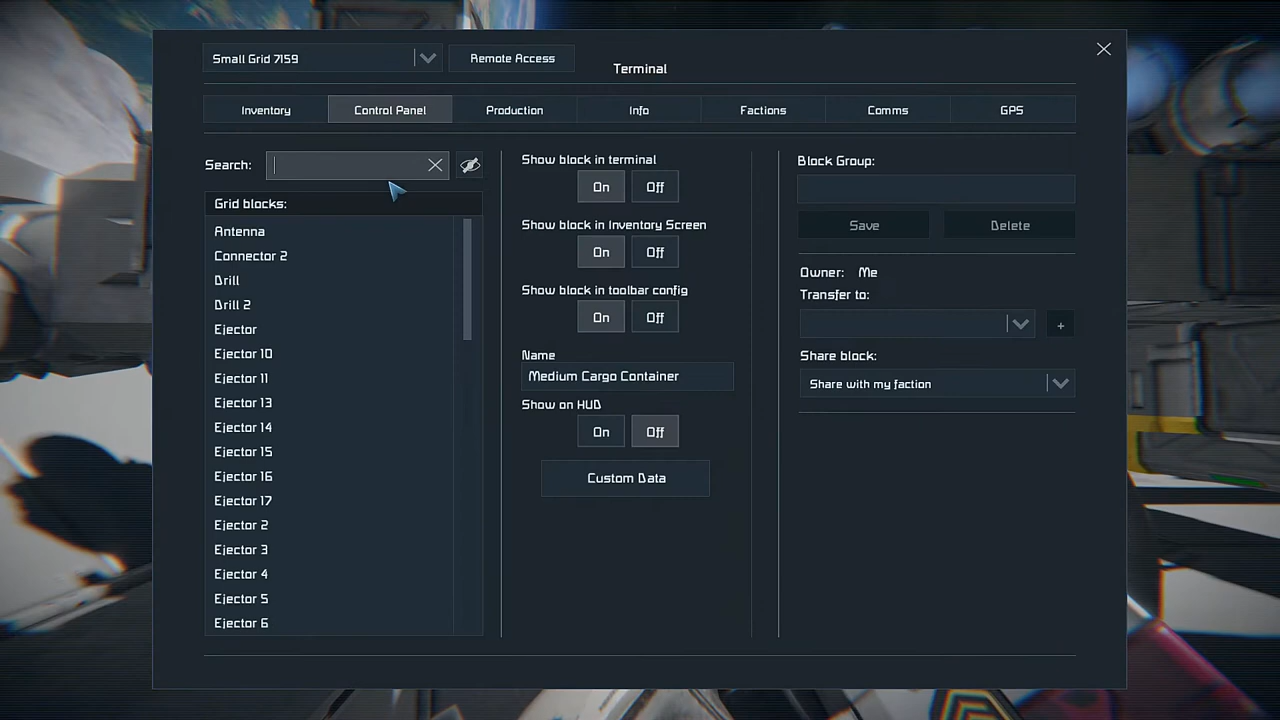 Small Grid 7159
Remote Access
Terminal
Inventory
Control Panel
Production
Info
Factions
Comms
GPS
Search:
Grid blocks:
Antenna
Connector 2
Drill
Drill 2
Ejector
Ejector 10
Ejector 11
Ejector 13
Ejector 14
Ejector 15
Ejector 16
Ejector 17
Ejector 2
Ejector 3
Ejector 4
Ejector 5
Ejector 6
Show block in terminal
On Off
Show block in Inventory Screen
On Off
Show block in toolbar config
On Off
Name
Medium Cargo Container
Show on HUD
On Off
Custom Data
Block Group:
Save Delete
Owner: Me
Transfer to:
+
Share block:
Share with my faction